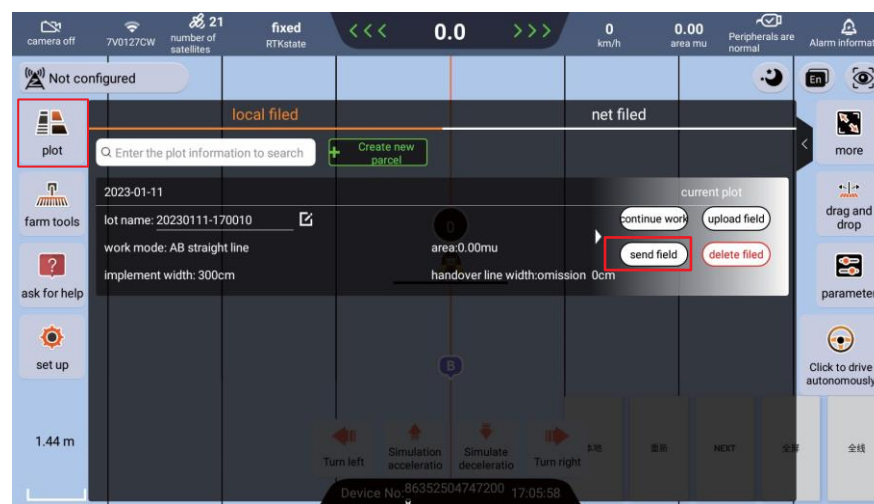 21
fixed
<<<
0.0
>>>
0
0.00
camera off
7V0127CW
number of
satellites
RTKstate
km/h
area mu
Peripherals are
normal
Alarm informat
Not configured
En
local filed
net filed
plot
Enter the plot information to search
+ Create new
parcel
more
2023-01-11
current plot
farm tools
lot name: 20230111-170010
continue work
upload field
drag and
drop
work mode: AB straight line
area:0.00mu
send field
delete filed
ask for help
implement width: 300cm
handover line width:omission 0cm
parameter
set up
B
Click to drive
autonomously
1.44 m
Turn left
Simulation
acceleratio
Simulate
deceleratio
Turn right
NEXT
全屏
全线
Device No:86352504747200 17:05:58